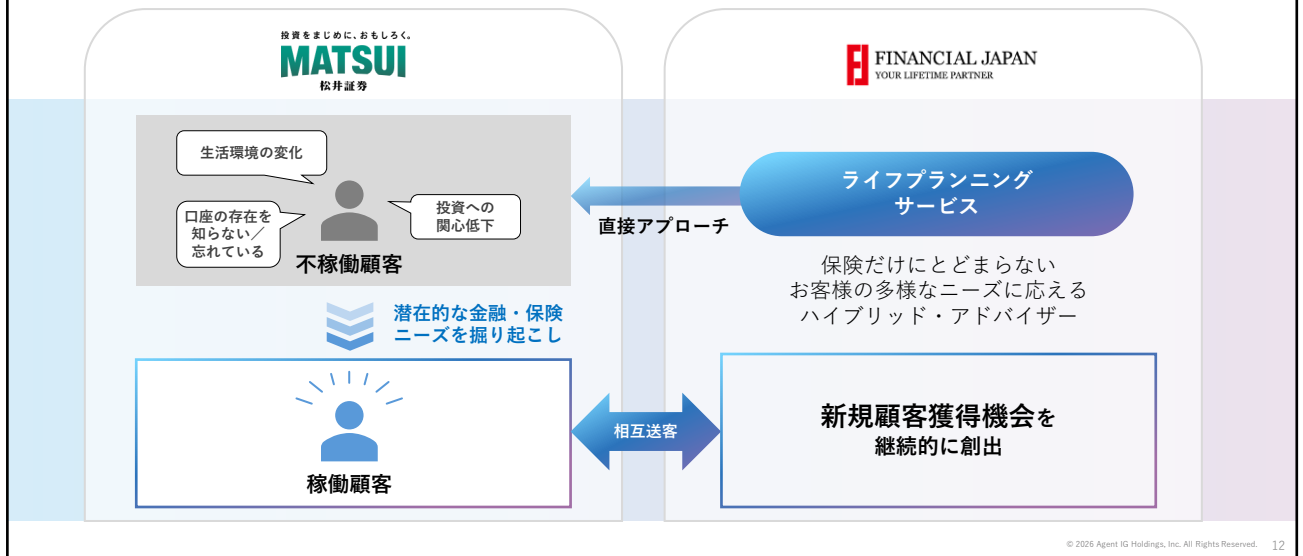 投資をまじめに、おもしろく。
MATSUI
松井証券
生活環境の変化
口座の存在を
知らない／
忘れている
投資への
関心低下
不稼働顧客
潜在的な金融・保険
ニーズを掘り起こし
稼働顧客
直接アプローチ
相互送客
FINANCIAL JAPAN
YOUR LIFETIME PARTNER
ライフプランニング
サービス
保険だけにとどまらない
お客様の多様なニーズに応える
ハイブリッド・アドバイザー
新規顧客獲得機会を
継続的に創出
© 2026 Agent IG Holdings, Inc. All Rights Reserved. 12